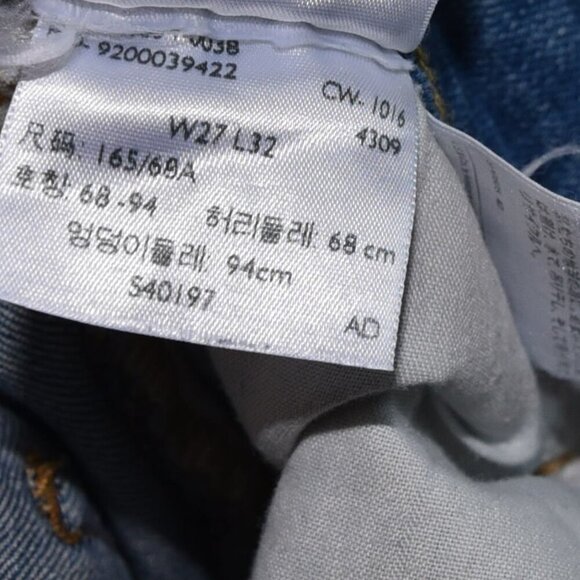 9200039422
CW- 1016
4309
W27 L32
尺码: 165/68A
호칭: 68-94
허리둘레: 68 cm
엉덩이둘레: 94cm
S40197
AD